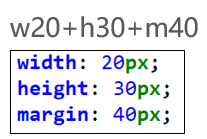 w20+h30+m40
width: 20px;
height: 30px;
margin: 40px;